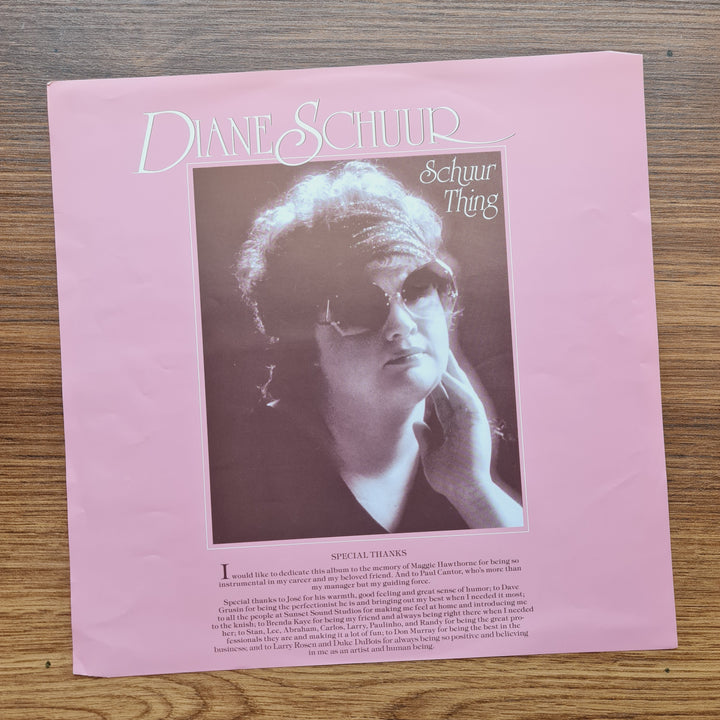 DIANE SCHUUR
Schuur
Thing
SPECIAL THANKS
I would like to dedicate this album to the memory of Maggie Hawthorne for being so
instrumental in my career and my beloved friend. And to Paul Cantor, who's more than
my manager but my guiding force.
Special thanks to José for his warmth, good feeling and great sense of humor; to Dave
Grusin for being the perfectionist he is and bringing out my best when I needed it most;
to all the people at Sunset Sound Studios for making me feel at home and introducing me
to the knish; to Brenda Kaye for being my friend and always being right there when I needed
her; to Stan, Lee, Abraham, Carlos, Larry, Paulinho, and Randy for being the great pro-
fessionals they are and making it a lot of fun; to Don Murray for being the best in the
business; and to Larry Rosen and Duke DuBois for always being so positive and believing
in me as an artist and human being.